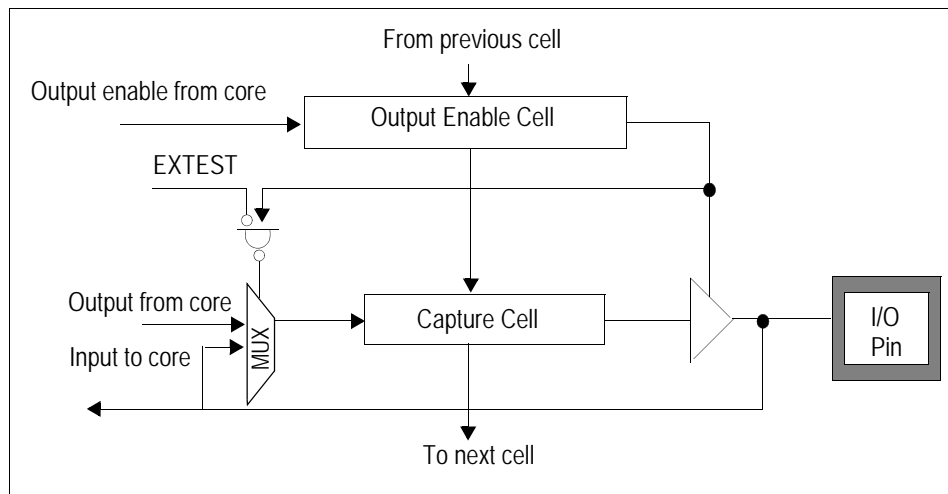 From previous cell
Output enable from core
Output Enable Cell
EXTEST
Output from core
Input to core
MUX
Capture Cell
I/O
Pin
To next cell